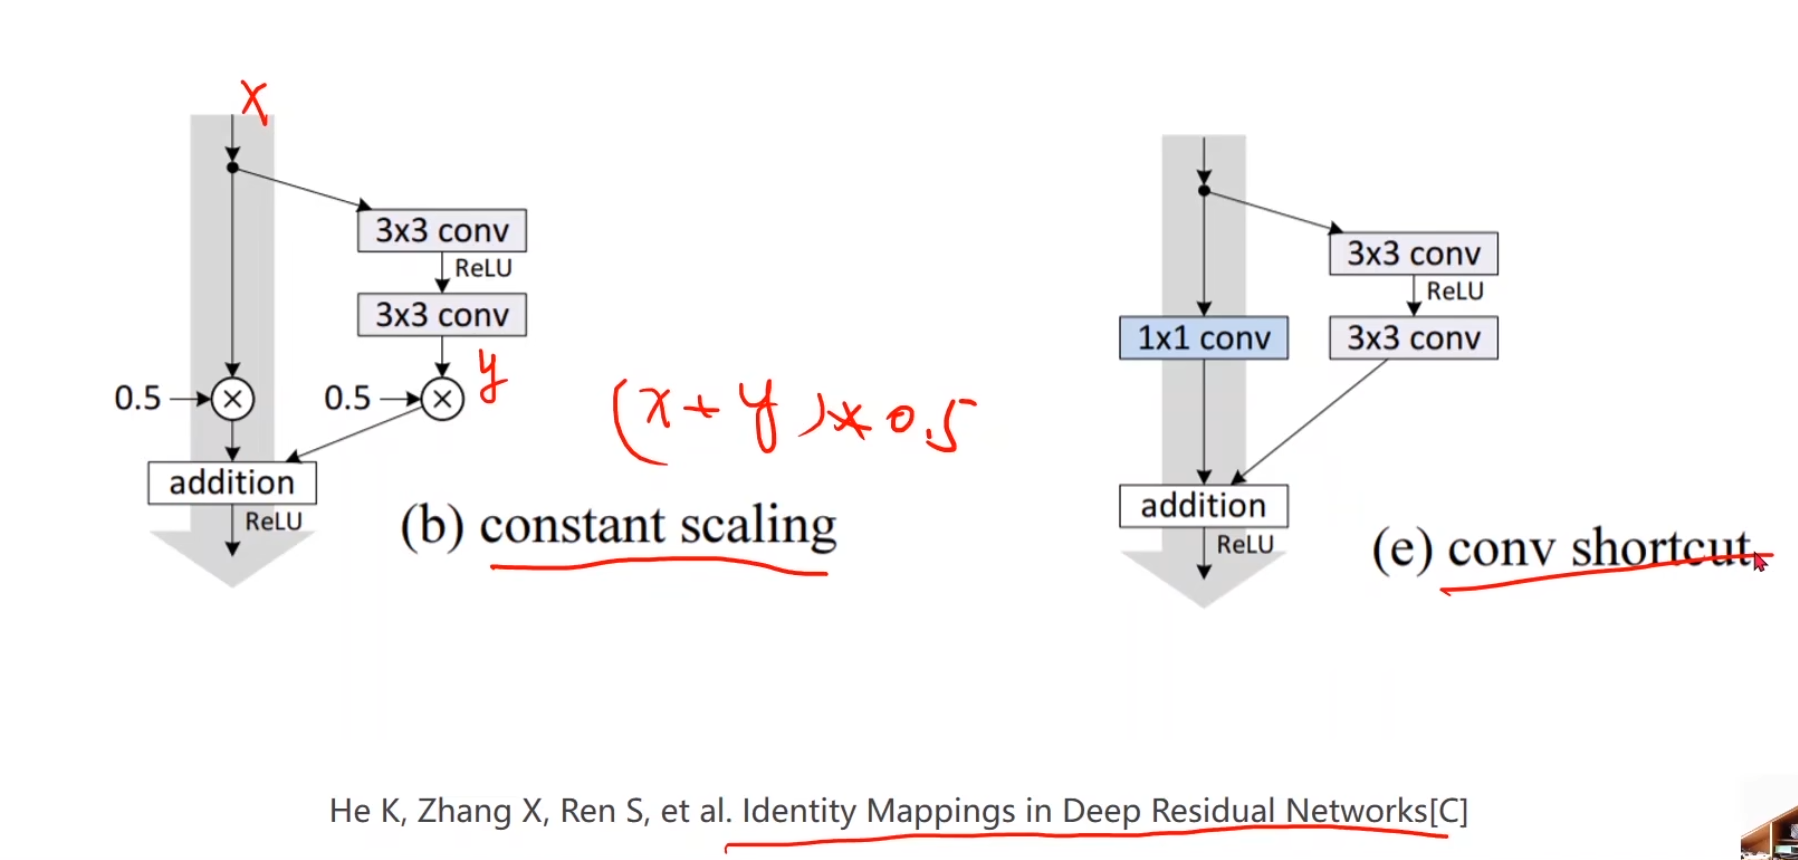 x
3x3 conv
ReLU
3x3 conv
y
0.5
0.5
(x+y)*0.5
addition
ReLU
(b) constant scaling
3x3 conv
ReLU
1x1 conv
3x3 conv
addition
ReLU
(e) conv shortcut
He K, Zhang X, Ren S, et al. Identity Mappings in Deep Residual Networks[C]